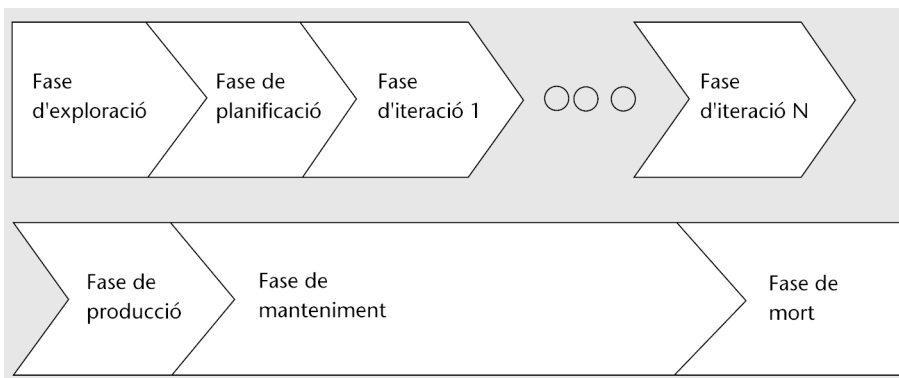 Fase
d'exploració
Fase de
planificació
Fase
d'iteració 1
Fase
d'iteració N
Fase de
producció
Fase de
manteniment
Fase de
mort